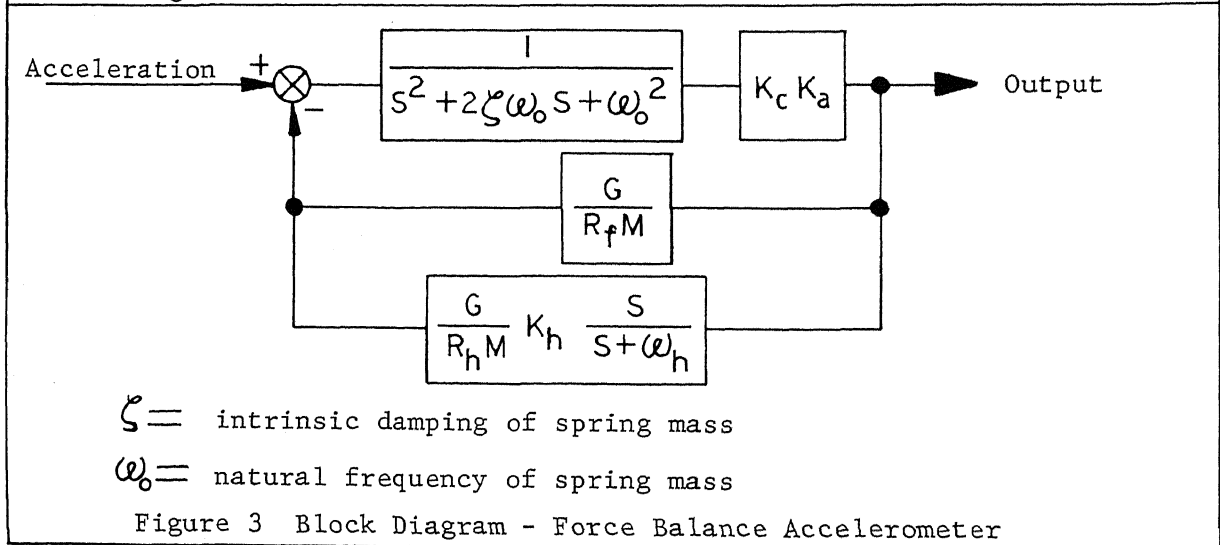 Acceleration
+
−
1
S² + 2ζω₀S + ω₀²
K_c K_a
Output
G
R_f M
G
R_h M
K_h
S
S + ω_h
ζ = intrinsic damping of spring mass
ω₀ = natural frequency of spring mass
Figure 3 Block Diagram - Force Balance Accelerometer